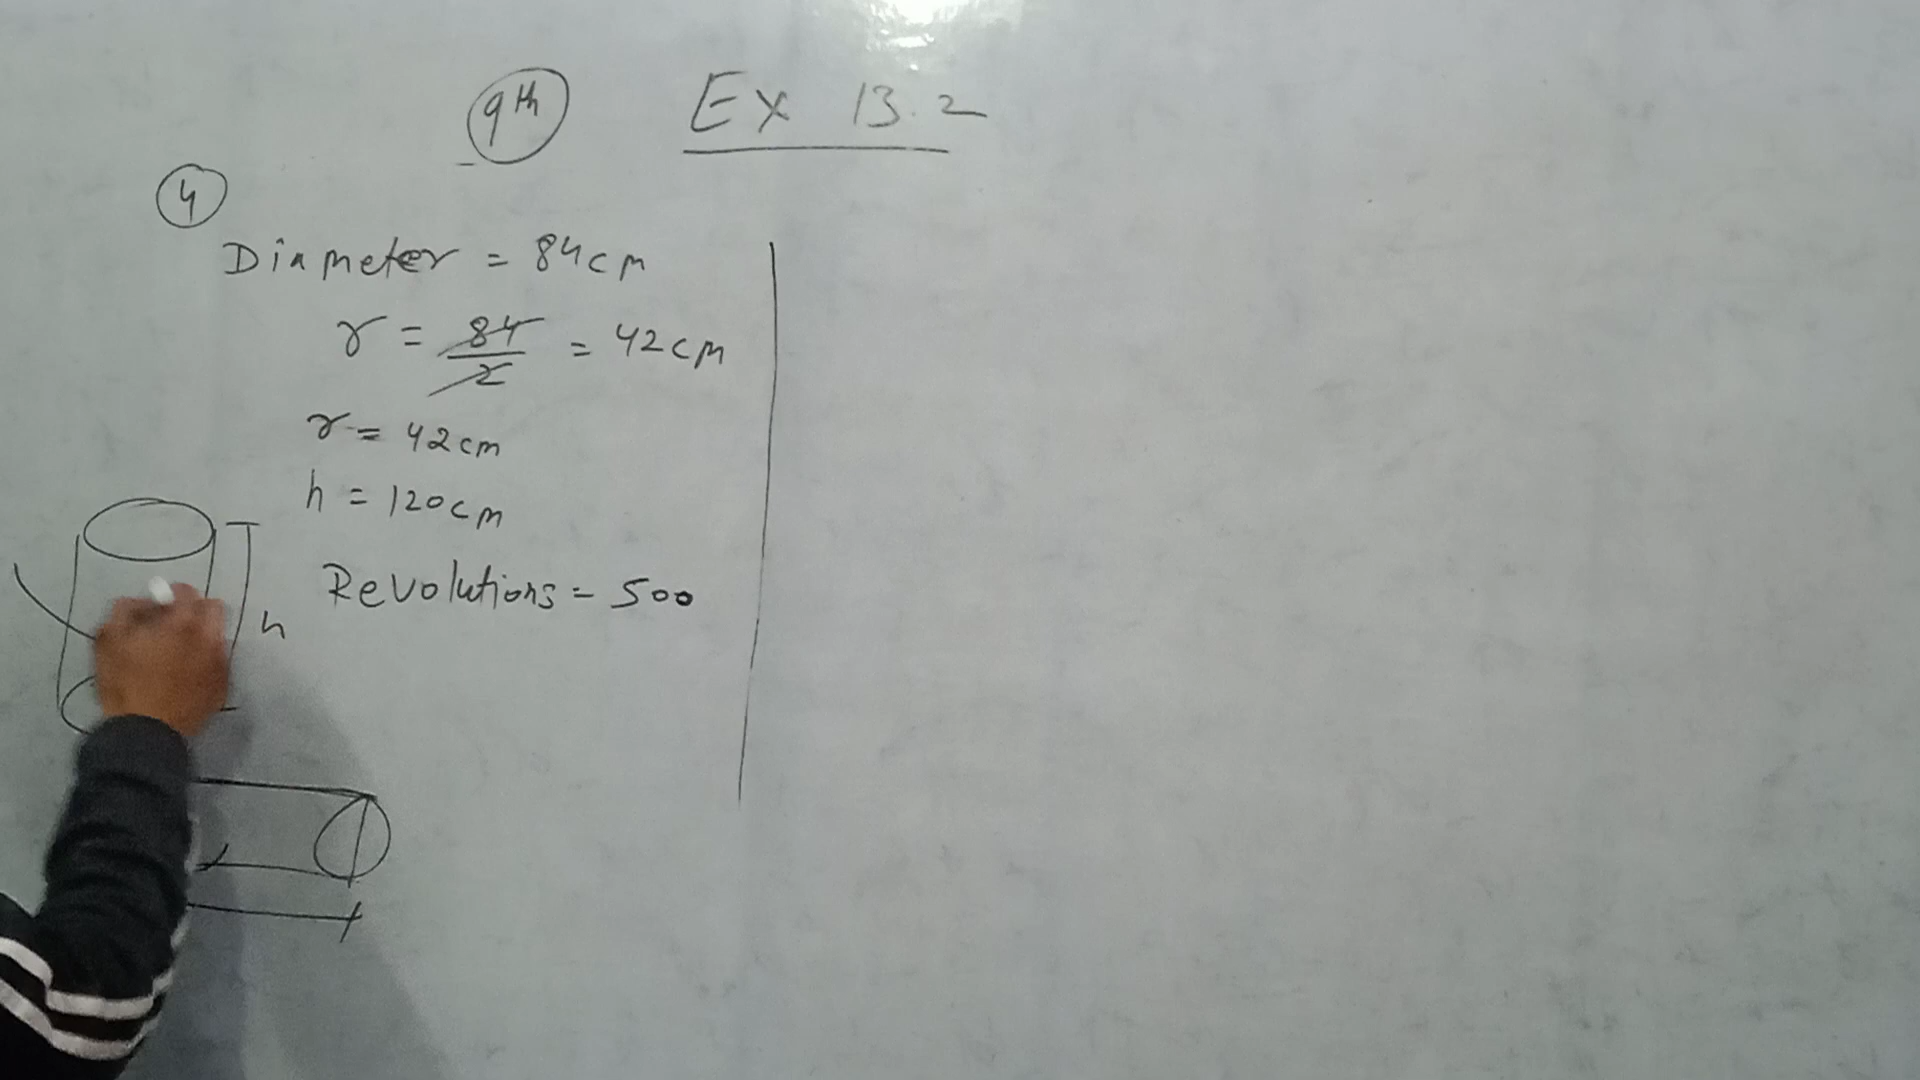 9th Ex 13.2
4
Diameter = 84cm
r = 84/2 = 42cm
r = 42cm
h = 120cm
Revolutions = 500
h